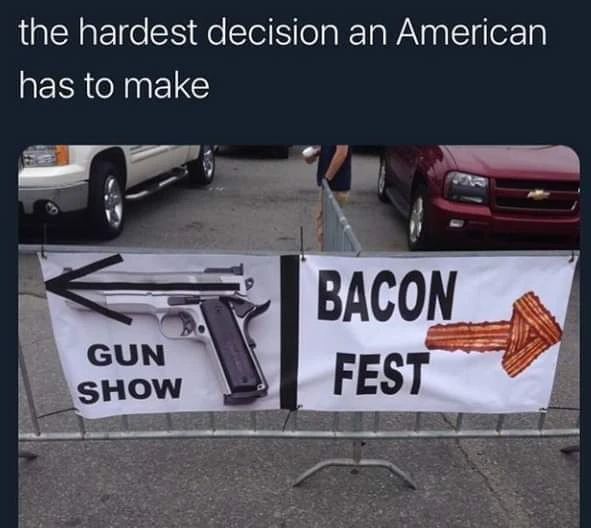 the hardest decision an American
has to make
GUN
SHOW
BACON
FEST